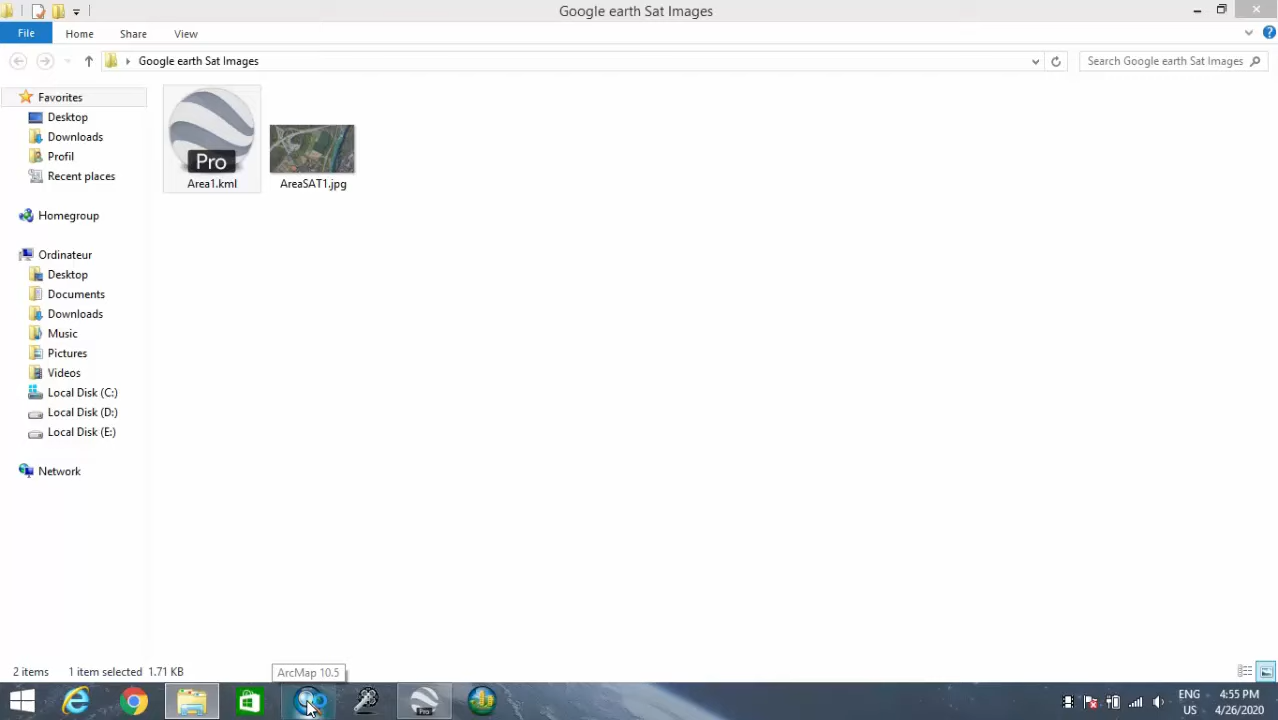 Google earth Sat Images
File Home Share View
Google earth Sat Images
Search Google earth Sat Images
Favorites
Desktop
Downloads
Profil
Recent places
Homegroup
Ordinateur
Desktop
Documents
Downloads
Music
Pictures
Videos
Local Disk (C:)
Local Disk (D:)
Local Disk (E:)
Network
Pro
Area1.kml
AreaSAT1.jpg
2 items 1 item selected 1.71 KB
ArcMap 10.5
Pro
ENG 4:55 PM
US 4/26/2020